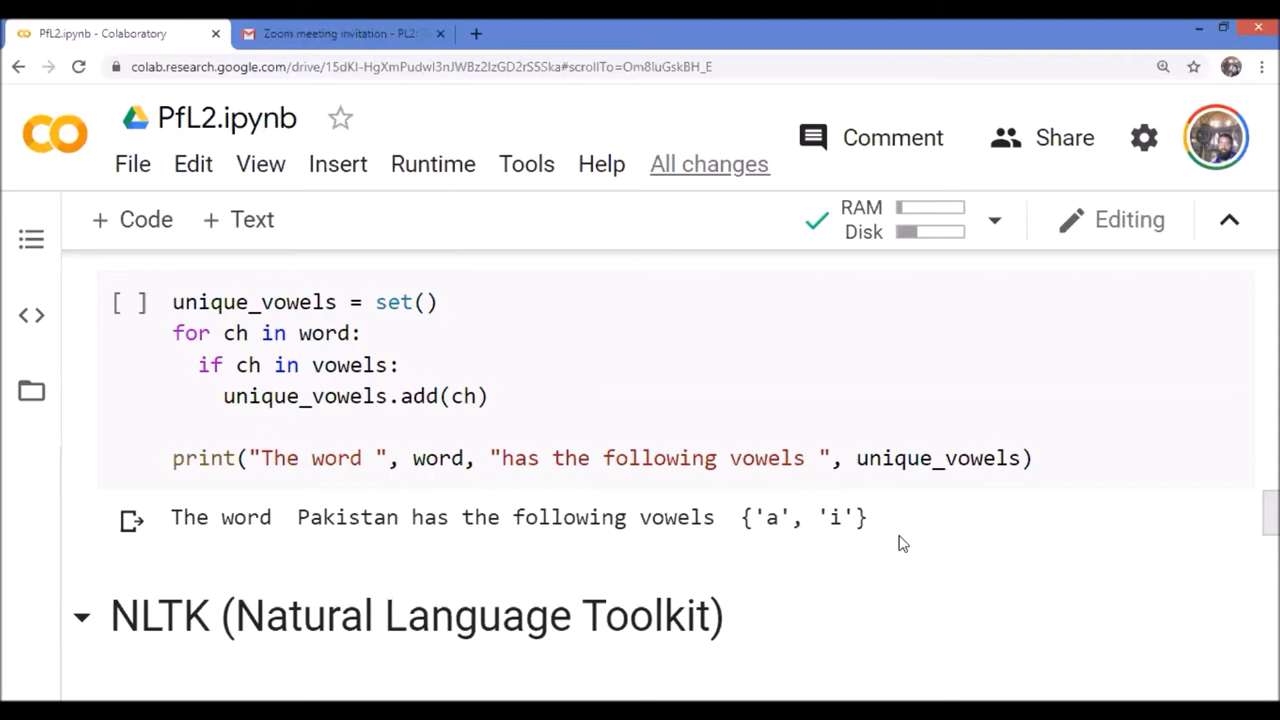 PfL2.ipynb - Colaboratory
Zoom meeting invitation - PL2:
colab.research.google.com/drive/15dKI-HgXmPudwI3nJWBz2IzGD2rS5Ska#scrollTo=Om8luGskBH_E
CO
PfL2.ipynb
Comment
Share
File Edit View Insert Runtime Tools Help All changes
+ Code + Text
RAM
Disk
Editing
[ ] unique_vowels = set()
for ch in word:
  if ch in vowels:
    unique_vowels.add(ch)
print("The word ", word, "has the following vowels ", unique_vowels)
The word  Pakistan has the following vowels  {'a', 'i'}
NLTK (Natural Language Toolkit)